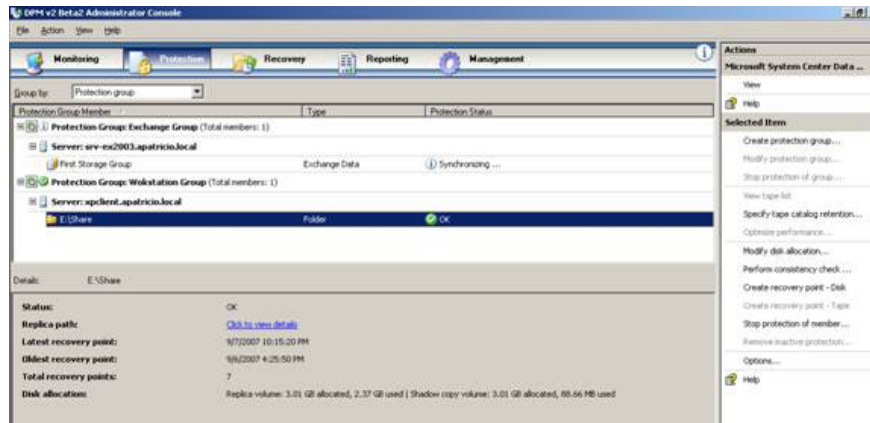 DPM v2 Beta2 Administrator Console
File Action View Help
Monitoring Protection Recovery Reporting Management
Group by: Protection group
Protection Group Member Type Protection Status
Protection Group: Exchange Group (Total members: 1)
Server: srv-ex2003.apatricio.local
First Storage Group Exchange Data Synchronizing ...
Protection Group: Wokstation Group (Total members: 1)
Server: xpclient.apatricio.local
E:\Share Folder OK
Details: E:\Share
Status: OK
Replica path: Click to view details
Latest recovery point: 9/7/2007 10:15:20 PM
Oldest recovery point: 9/6/2007 4:25:50 PM
Total recovery points: 7
Disk allocation: Replica volume: 3.01 GB allocated, 2.37 GB used | Shadow copy volume: 3.01 GB allocated, 88.66 MB used
Actions
Microsoft System Center Data ...
View
Help
Selected Item
Create protection group...
Modify protection group...
Stop protection of group...
View tape list
Specify tape catalog retention...
Optimize performance...
Modify disk allocation...
Perform consistency check ...
Create recovery point - Disk
Create recovery point - Tape
Stop protection of member...
Remove inactive protection...
Options...
Help